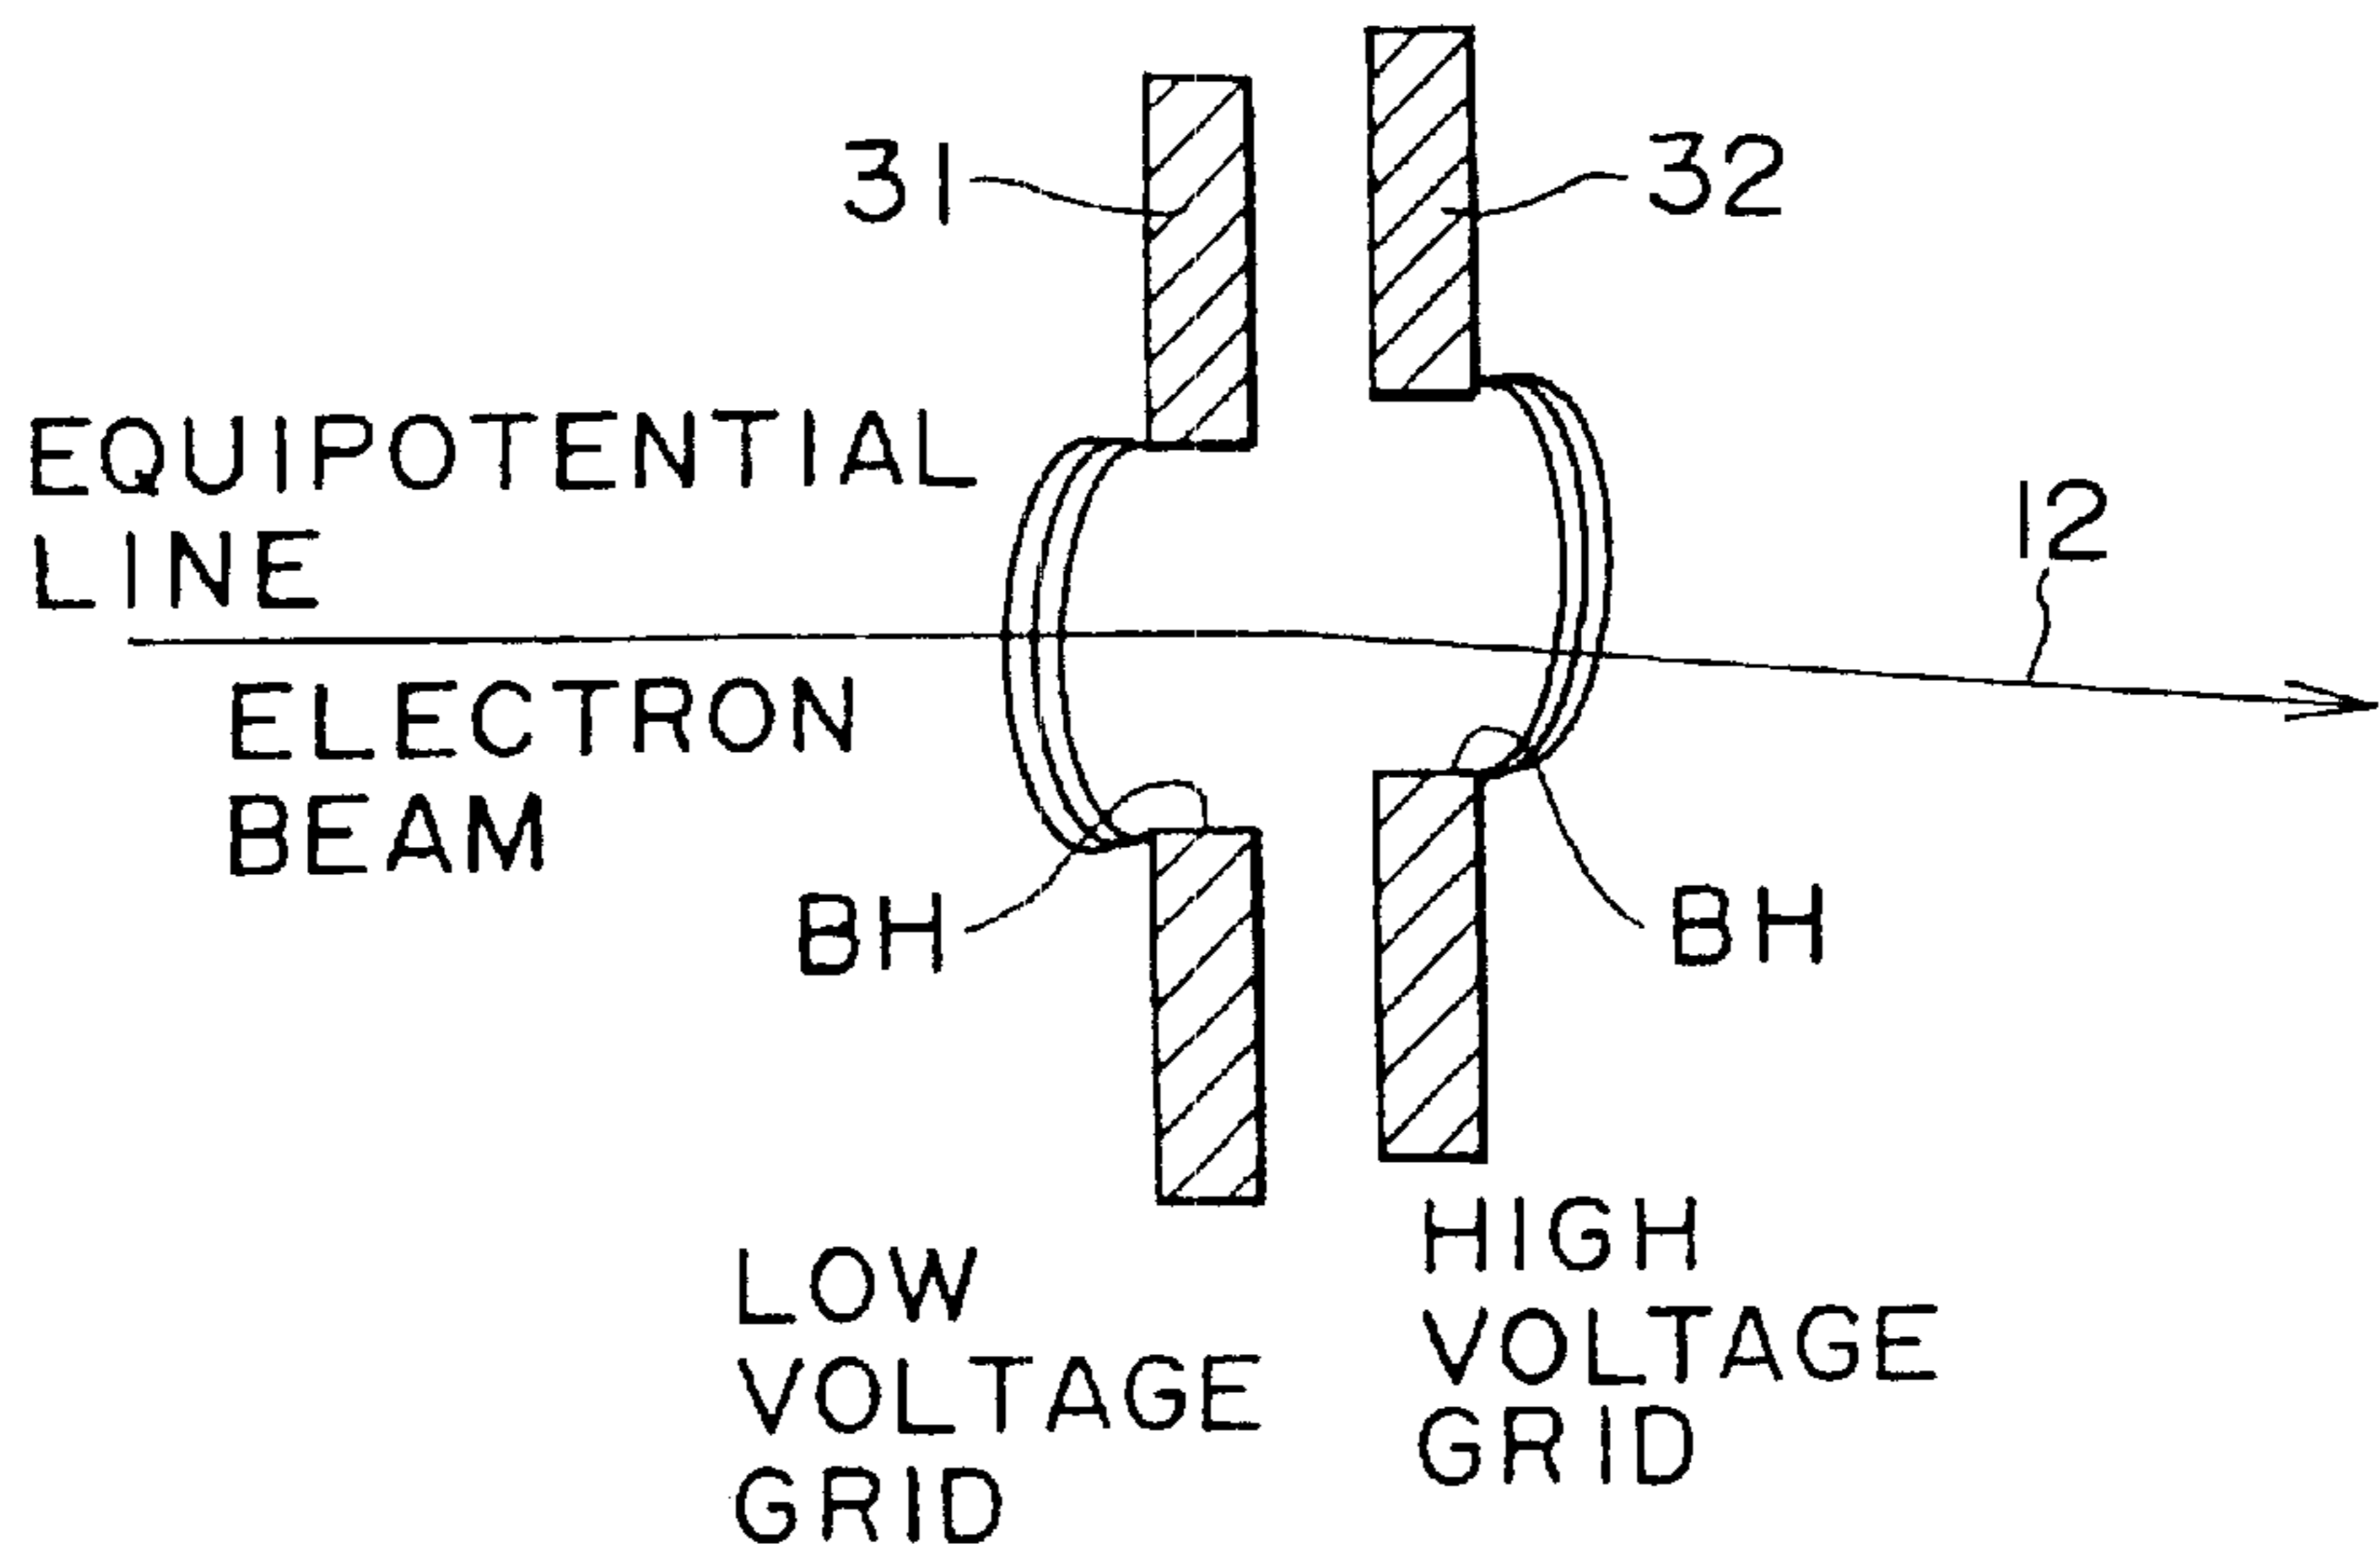 31
32
EQUIPOTENTIAL
LINE
12
ELECTRON
BEAM
BH
BH
LOW
VOLTAGE
GRID
HIGH
VOLTAGE
GRID